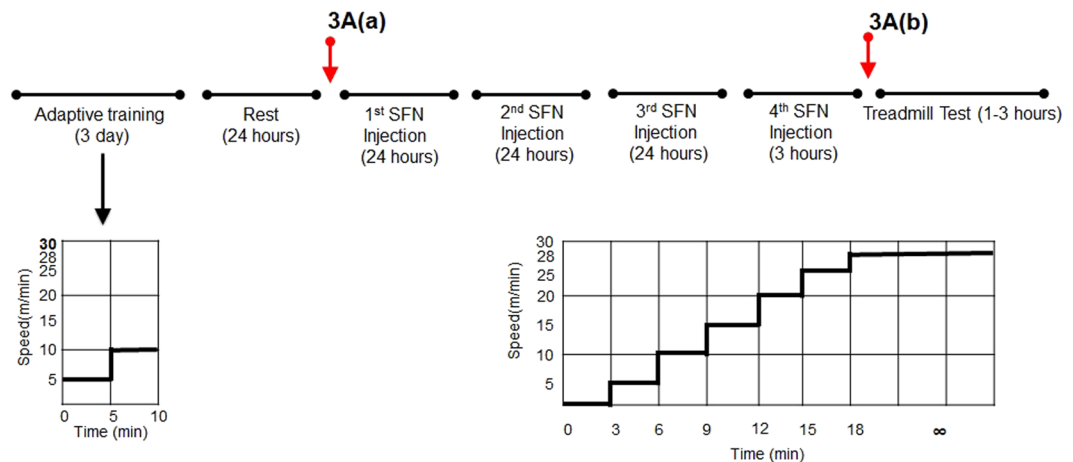 3A(a)
3A(b)
Adaptive training
(3 day)
Rest
(24 hours)
1st SFN
Injection
(24 hours)
2nd SFN
Injection
(24 hours)
3rd SFN
Injection
(24 hours)
4th SFN
Injection
(3 hours)
Treadmill Test (1-3 hours)
Speed(m/min)
30
28
25
20
15
10
5
0
5
10
Time (min)
Speed(m/min)
30
28
25
20
15
10
5
0
3
6
9
12
15
18
∞
Time (min)